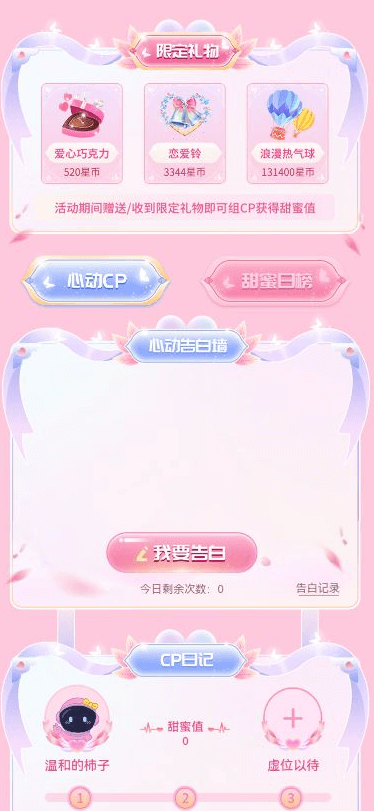 限定礼物
爱心巧克力
恋爱铃
浪漫热气球
520星币
3344星币
131400星币
活动期间赠送/收到限定礼物即可组CP获得甜蜜值
心动CP
甜蜜日榜
心动告白墙
我要告白
今日剩余次数：0
告白记录
CP日记
甜蜜值
0
温和的柿子
虚位以待
1
2
3